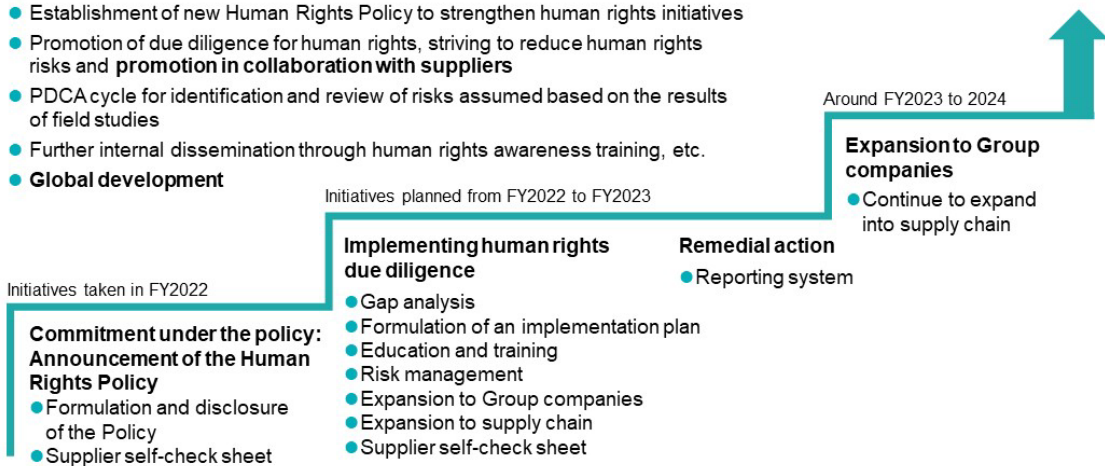 Establishment of new Human Rights Policy to strengthen human rights initiatives
Promotion of due diligence for human rights, striving to reduce human rights
risks and promotion in collaboration with suppliers
PDCA cycle for identification and review of risks assumed based on the results
of field studies
Further internal dissemination through human rights awareness training, etc.
Global development
Initiatives taken in FY2022
Commitment under the policy:
Announcement of the Human
Rights Policy
Formulation and disclosure
of the Policy
Supplier self-check sheet
Initiatives planned from FY2022 to FY2023
Implementing human rights
due diligence
Gap analysis
Formulation of an implementation plan
Education and training
Risk management
Expansion to Group companies
Expansion to supply chain
Supplier self-check sheet
Remedial action
Reporting system
Around FY2023 to 2024
Expansion to Group
companies
Continue to expand
into supply chain